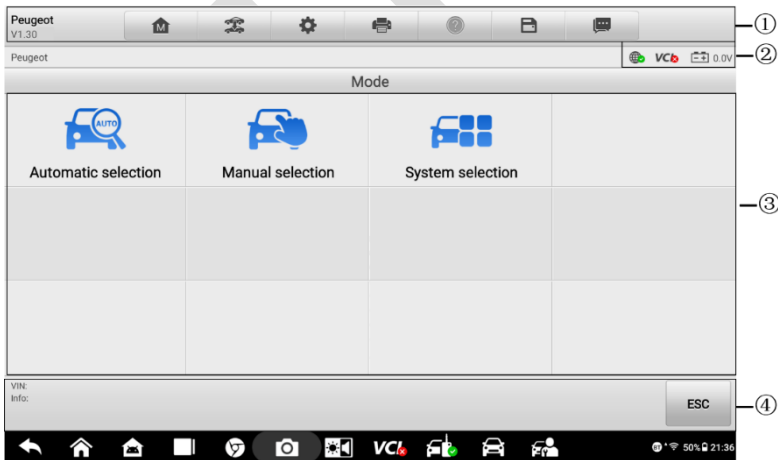 Peugeot
V1.30
M
?
①
Peugeot
VCI
0.0V
②
Mode
AUTO
Automatic selection
Manual selection
System selection
③
VIN:
Info:
ESC
④
VCI
50% 21:36